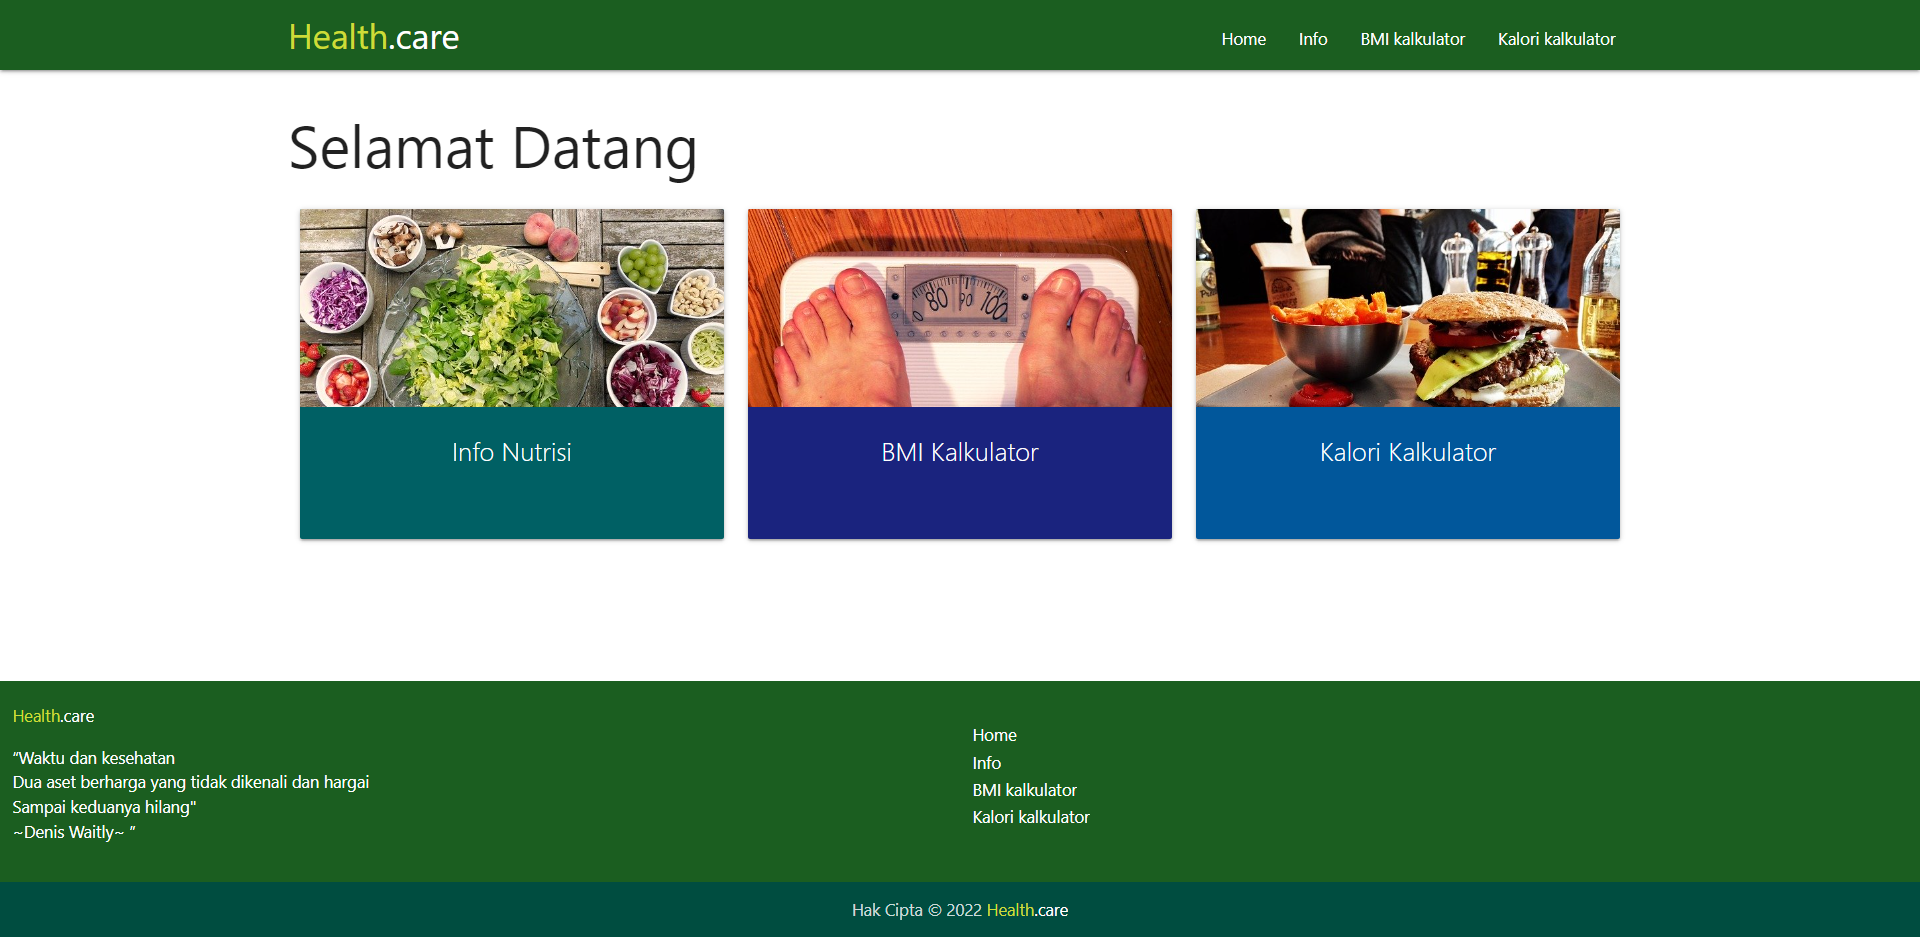 Health.care
Home Info BMI kalkulator Kalori kalkulator
Selamat Datang
80 90 100
Info Nutrisi
BMI Kalkulator
Kalori Kalkulator
Health.care
“Waktu dan kesehatan
Dua aset berharga yang tidak dikenali dan hargai
Sampai keduanya hilang"
~Denis Waitly~ ”
Home
Info
BMI kalkulator
Kalori kalkulator
Hak Cipta © 2022 Health.care